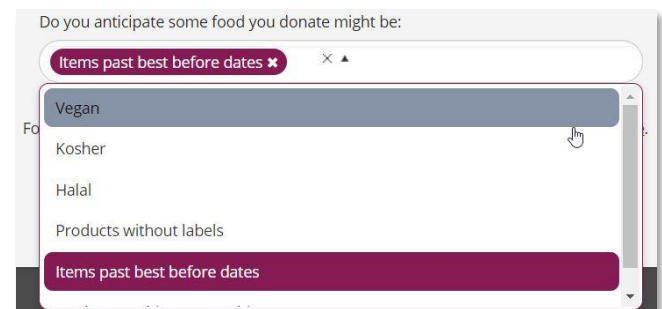 Do you anticipate some food you donate might be:
Items past best before dates ×
× ▲
Vegan
Fo
Kosher
Halal
Products without labels
Items past best before dates